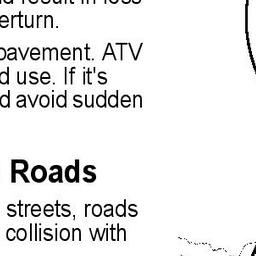 erturn.
pavement. ATV
d use. If it's
d avoid sudden
Roads
streets, roads
collision with